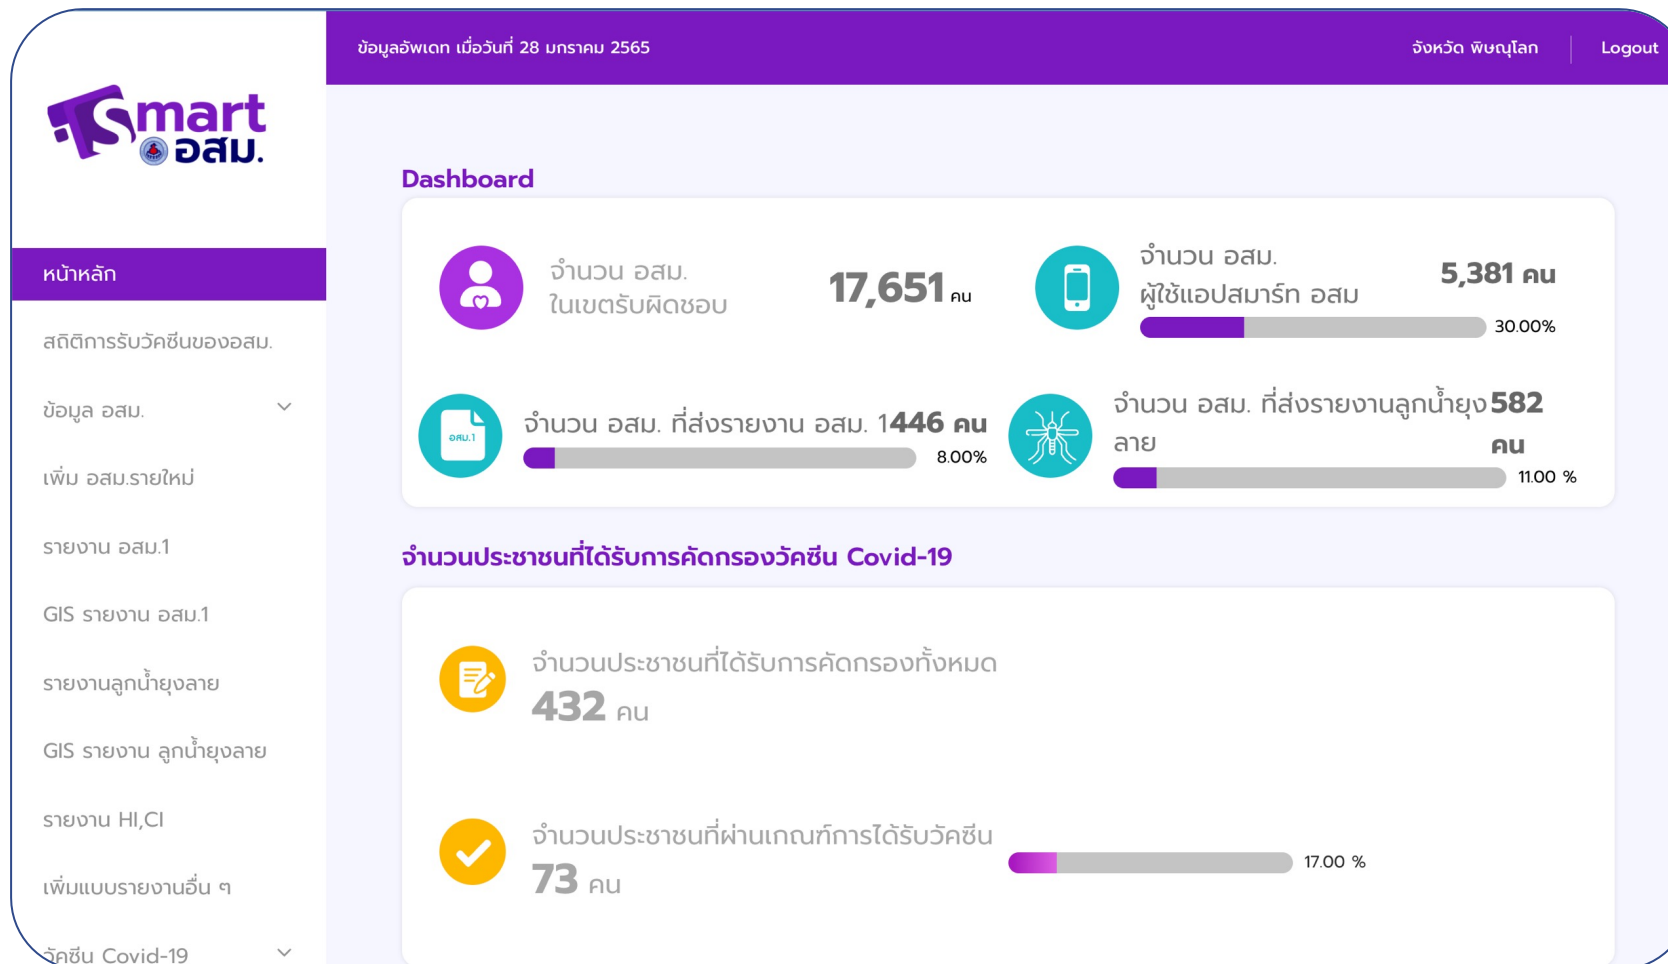 ข้อมูลอัพเดท เมื่อวันที่ 28 มกราคม 2565
จังหวัด พิษณุโลก
Logout
Smart
อสม.
หน้าหลัก
สถิติการรับวัคซีนของอสม.
ข้อมูล อสม.
เพิ่ม อสม.รายใหม่
รายงาน อสม.1
GIS รายงาน อสม.1
รายงานลูกน้ำยุงลาย
GIS รายงาน ลูกน้ำยุงลาย
รายงาน HI,CI
เพิ่มแบบรายงานอื่น ๆ
วัคซีน Covid-19
Dashboard
จำนวน อสม.
ในเขตรับผิดชอบ
17,651 คน
จำนวน อสม.
ผู้ใช้แอปสมาร์ท อสม
5,381 คน
30.00%
อสม.1
จำนวน อสม. ที่ส่งรายงาน อสม. 1
446 คน
8.00%
จำนวน อสม. ที่ส่งรายงานลูกน้ำยุง
ลาย
582
คน
11.00 %
จำนวนประชาชนที่ได้รับการคัดกรองวัคซีน Covid-19
จำนวนประชาชนที่ได้รับการคัดกรองทั้งหมด
432 คน
จำนวนประชาชนที่ผ่านเกณฑ์การได้รับวัคซีน
73 คน
17.00 %